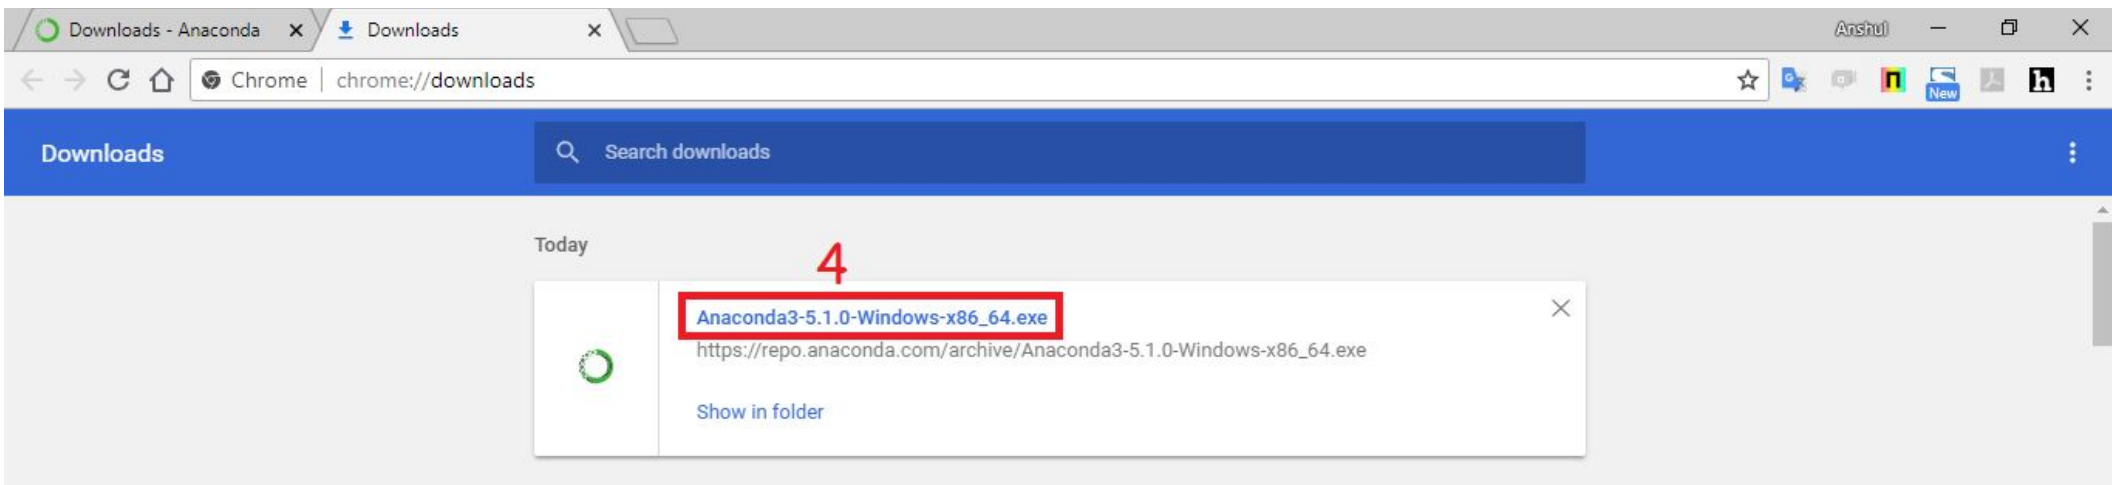 Downloads - Anaconda
Downloads
Anshul
Chrome | chrome://downloads
New
h
Downloads
Search downloads
Today
4
Anaconda3-5.1.0-Windows-x86_64.exe
https://repo.anaconda.com/archive/Anaconda3-5.1.0-Windows-x86_64.exe
Show in folder